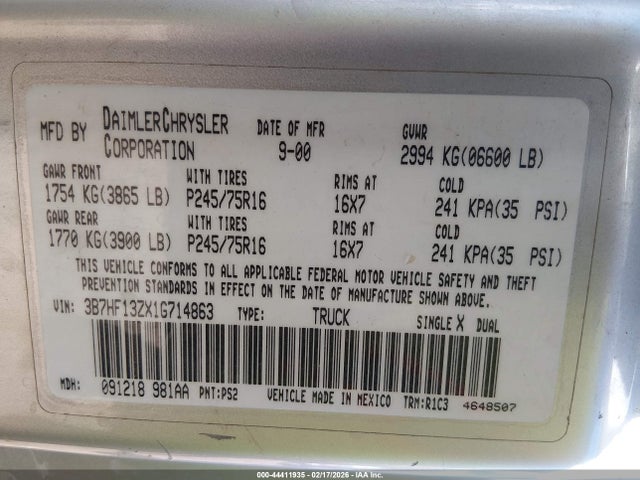 MFD BY DAIMLERCHRYSLER CORPORATION DATE OF MFR 9-00 GVWR 2994 KG(06600 LB)
GAWR FRONT WITH TIRES RIMS AT COLD
1754 KG(3865 LB) P245/75R16 16X7 241 KPA(35 PSI)
GAWR REAR WITH TIRES RIMS AT COLD
1770 KG(3900 LB) P245/75R16 16X7 241 KPA(35 PSI)
THIS VEHICLE CONFORMS TO ALL APPLICABLE FEDERAL MOTOR VEHICLE SAFETY AND THEFT
PREVENTION STANDARDS IN EFFECT ON THE DATE OF MANUFACTURE SHOWN ABOVE.
VIN: 3B7HF13ZX1G714863 TYPE: TRUCK SINGLE X DUAL
MDH: 091218 981AA PNT:PS2 VEHICLE MADE IN MEXICO TRM:R1C3 4648507
000-44411935 - 02/17/2026 - IAA Inc.